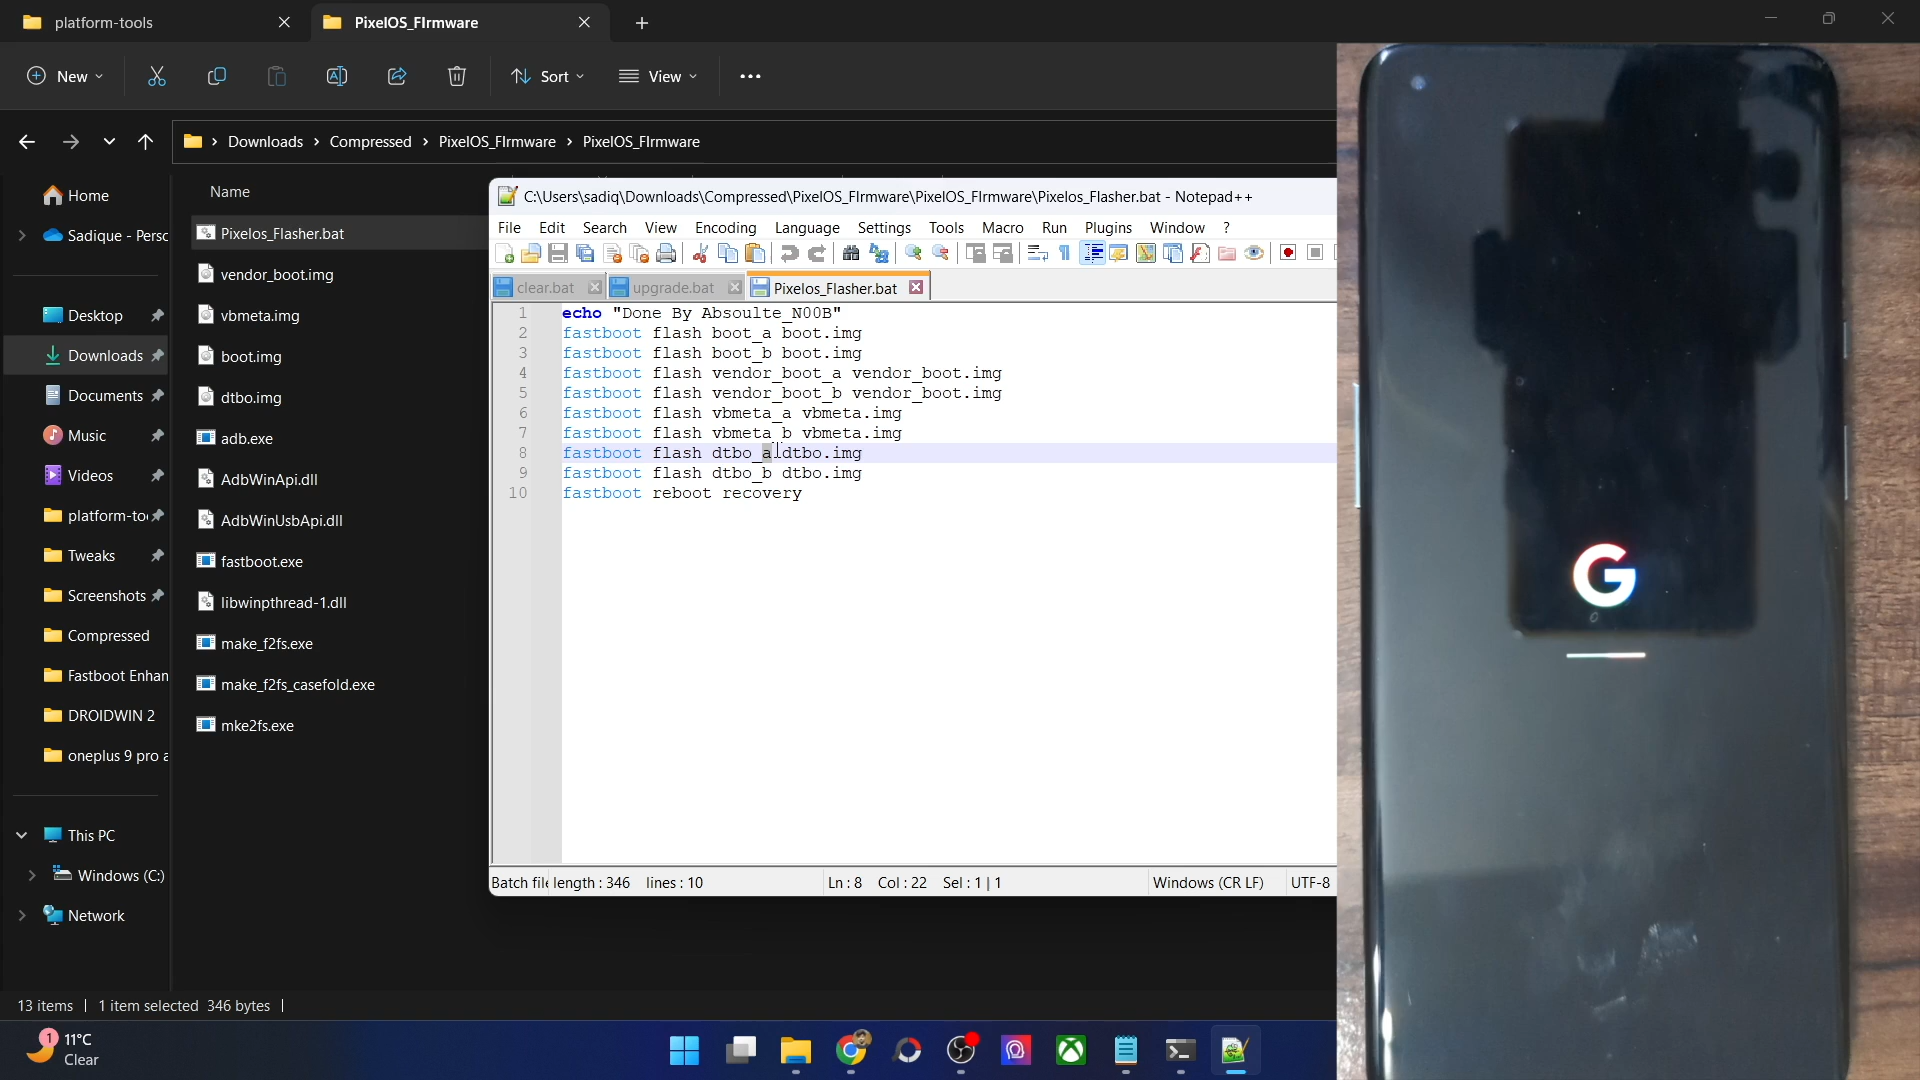 platform-tools
PixelOS_FIrmware
New
Sort
View
Downloads > Compressed > PixelOS_FIrmware > PixelOS_FIrmware
Home
Sadique - Persc
Desktop
Downloads
Documents
Music
Videos
platform-to
Tweaks
Screenshots
Compressed
Fastboot Enhan
DROIDWIN 2
oneplus 9 pro a
This PC
Windows (C:)
Network
Name
Pixelos_Flasher.bat
vendor_boot.img
vbmeta.img
boot.img
dtbo.img
adb.exe
AdbWinApi.dll
AdbWinUsbApi.dll
fastboot.exe
libwinpthread-1.dll
make_f2fs.exe
make_f2fs_casefold.exe
mke2fs.exe
C:\Users\sadiq\Downloads\Compressed\PixelOS_FIrmware\PixelOS_FIrmware\Pixelos_Flasher.bat - Notepad++
File Edit Search View Encoding Language Settings Tools Macro Run Plugins Window ?
clear.bat
upgrade.bat
Pixelos_Flasher.bat
1 echo "Done By Absoulte_N00B"
2 fastboot flash boot_a boot.img
3 fastboot flash boot_b boot.img
4 fastboot flash vendor_boot_a vendor_boot.img
5 fastboot flash vendor_boot_b vendor_boot.img
6 fastboot flash vbmeta_a vbmeta.img
7 fastboot flash vbmeta_b vbmeta.img
8 fastboot flash dtbo_a dtbo.img
9 fastboot flash dtbo_b dtbo.img
10 fastboot reboot recovery
Batch file length : 346 lines : 10
Ln : 8 Col : 22 Sel : 1 | 1
Windows (CR LF)
UTF-8
G
13 items
1 item selected 346 bytes
1
11°C
Clear